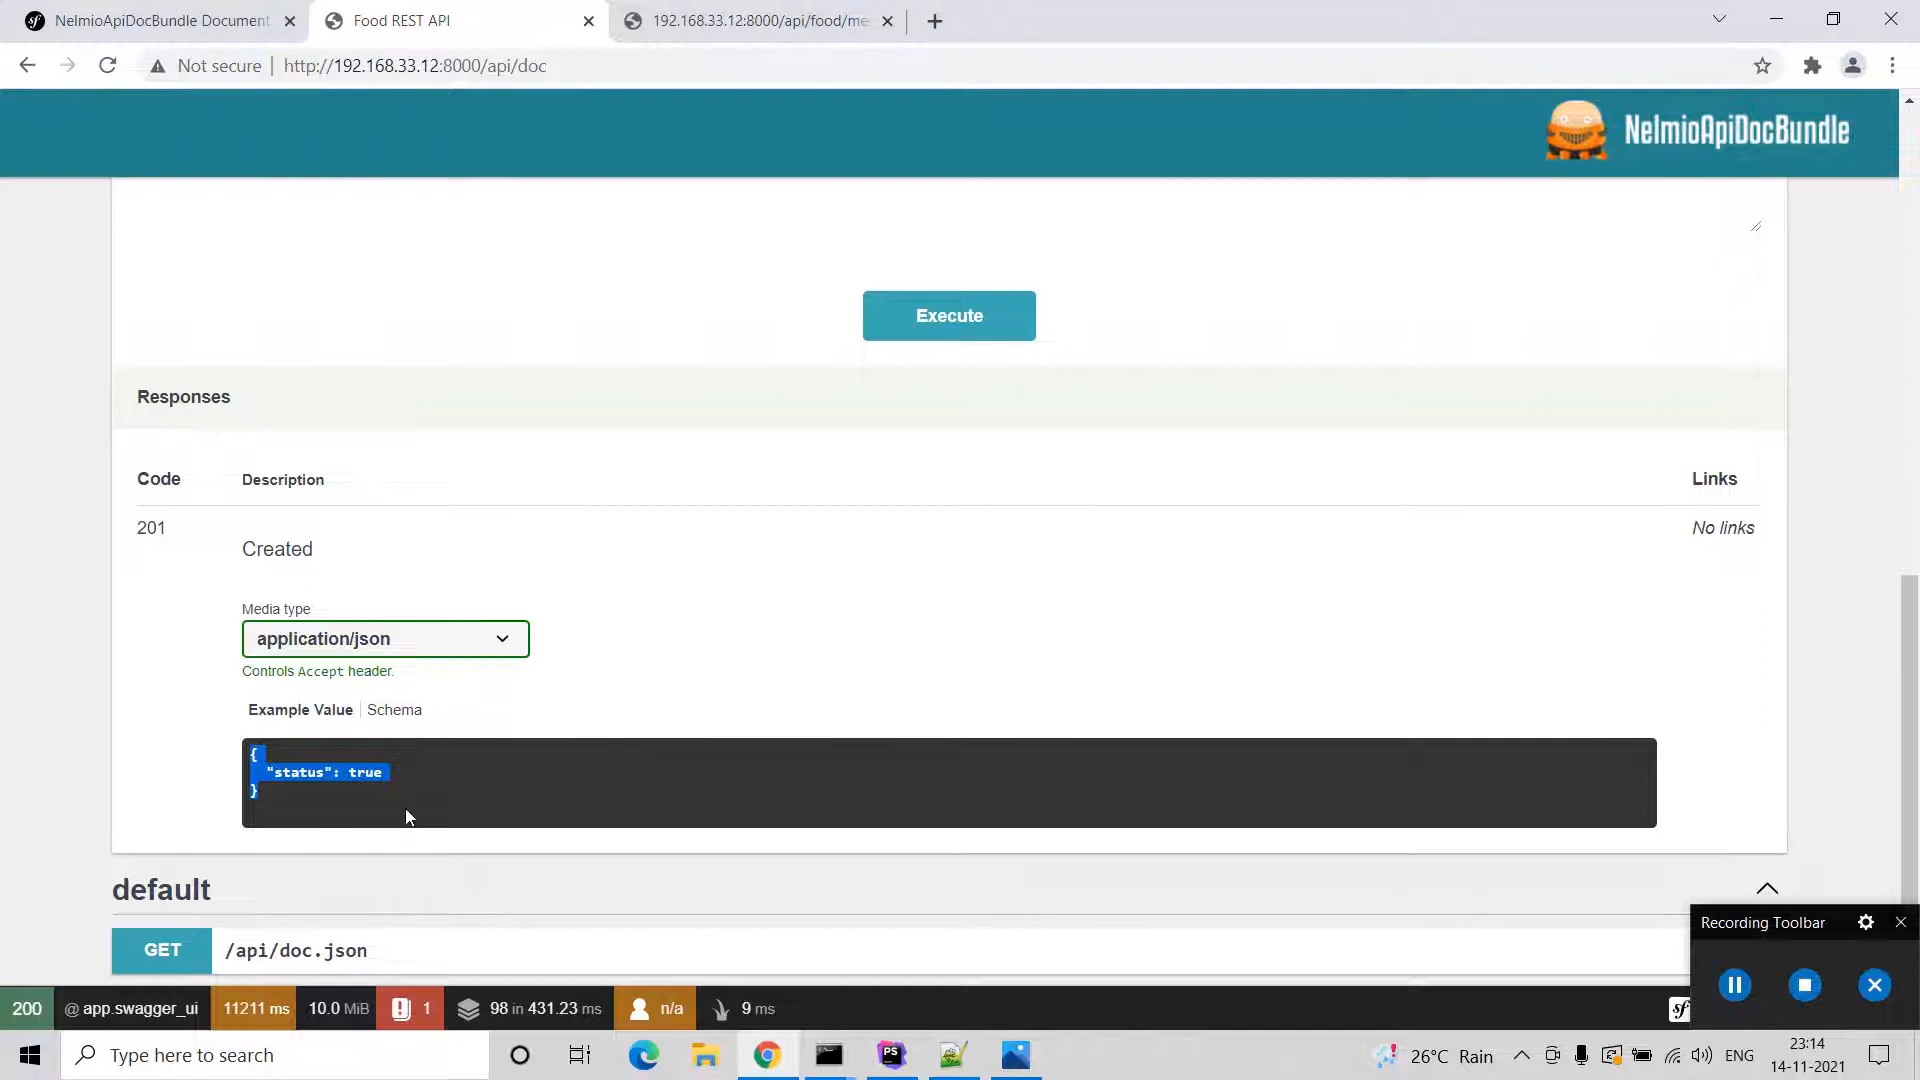 NelmioApiDocBundle Document
Food REST API
192.168.33.12:8000/api/food/me
Not secure
http://192.168.33.12:8000/api/doc
NelmioApiDocBundle
Execute
Responses
Code
Description
Links
201
Created
No links
Media type
application/json
Controls Accept header.
Example Value
Schema
{
"status": true
}
default
GET
/api/doc.json
Recording Toolbar
200
@ app.swagger_ui
11211 ms
10.0 MiB
1
98 in 431.23 ms
n/a
9 ms
sf
Type here to search
PS
26°C Rain
ENG
23:14
14-11-2021